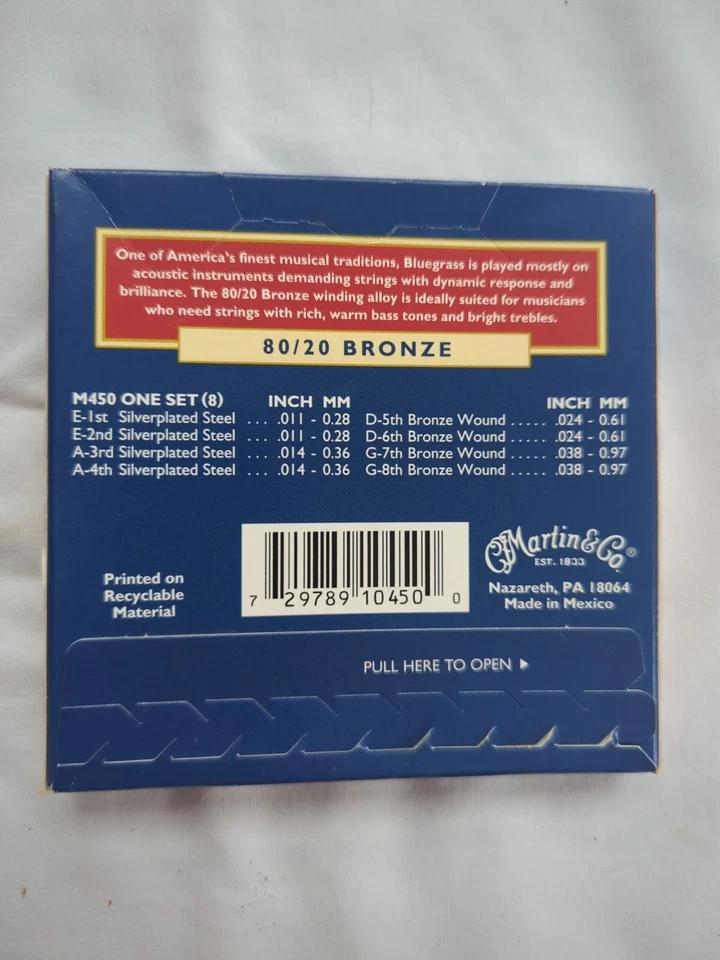 One of America's finest musical traditions, Bluegrass is played mostly on
acoustic instruments demanding strings with dynamic response and
brilliance. The 80/20 Bronze winding alloy is ideally suited for musicians
who need strings with rich, warm bass tones and bright trebles.
80/20 BRONZE
M450 ONE SET (8) INCH MM
E-1st Silverplated Steel ... .011 - 0.28
E-2nd Silverplated Steel ... .011 - 0.28
A-3rd Silverplated Steel ... .014 - 0.36
A-4th Silverplated Steel ... .014 - 0.36
INCH MM
D-5th Bronze Wound ..... .024 - 0.61
D-6th Bronze Wound ..... .024 - 0.61
G-7th Bronze Wound ..... .038 - 0.97
G-8th Bronze Wound ..... .038 - 0.97
Printed on
Recyclable
Material
7 29789 10450 0
CFMartin & Co®
EST. 1833
Nazareth, PA 18064
Made in Mexico
PULL HERE TO OPEN ▶